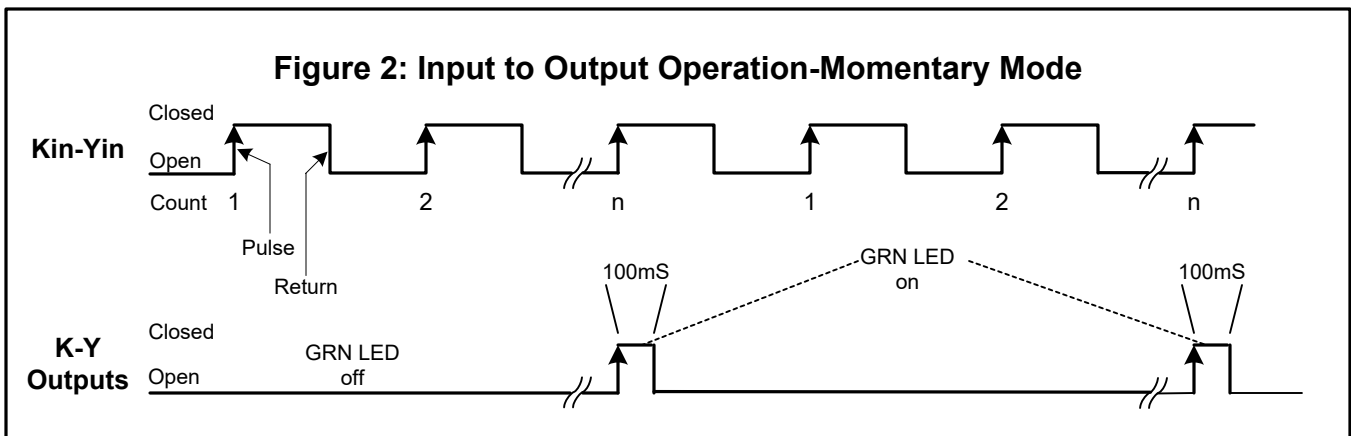 Figure 2: Input to Output Operation-Momentary Mode
Closed
Kin-Yin
Open
Count 1 2 n 1 2 n
Pulse
Return
100mS
GRN LED
on
100mS
Closed
K-Y
Outputs
GRN LED
off
Open